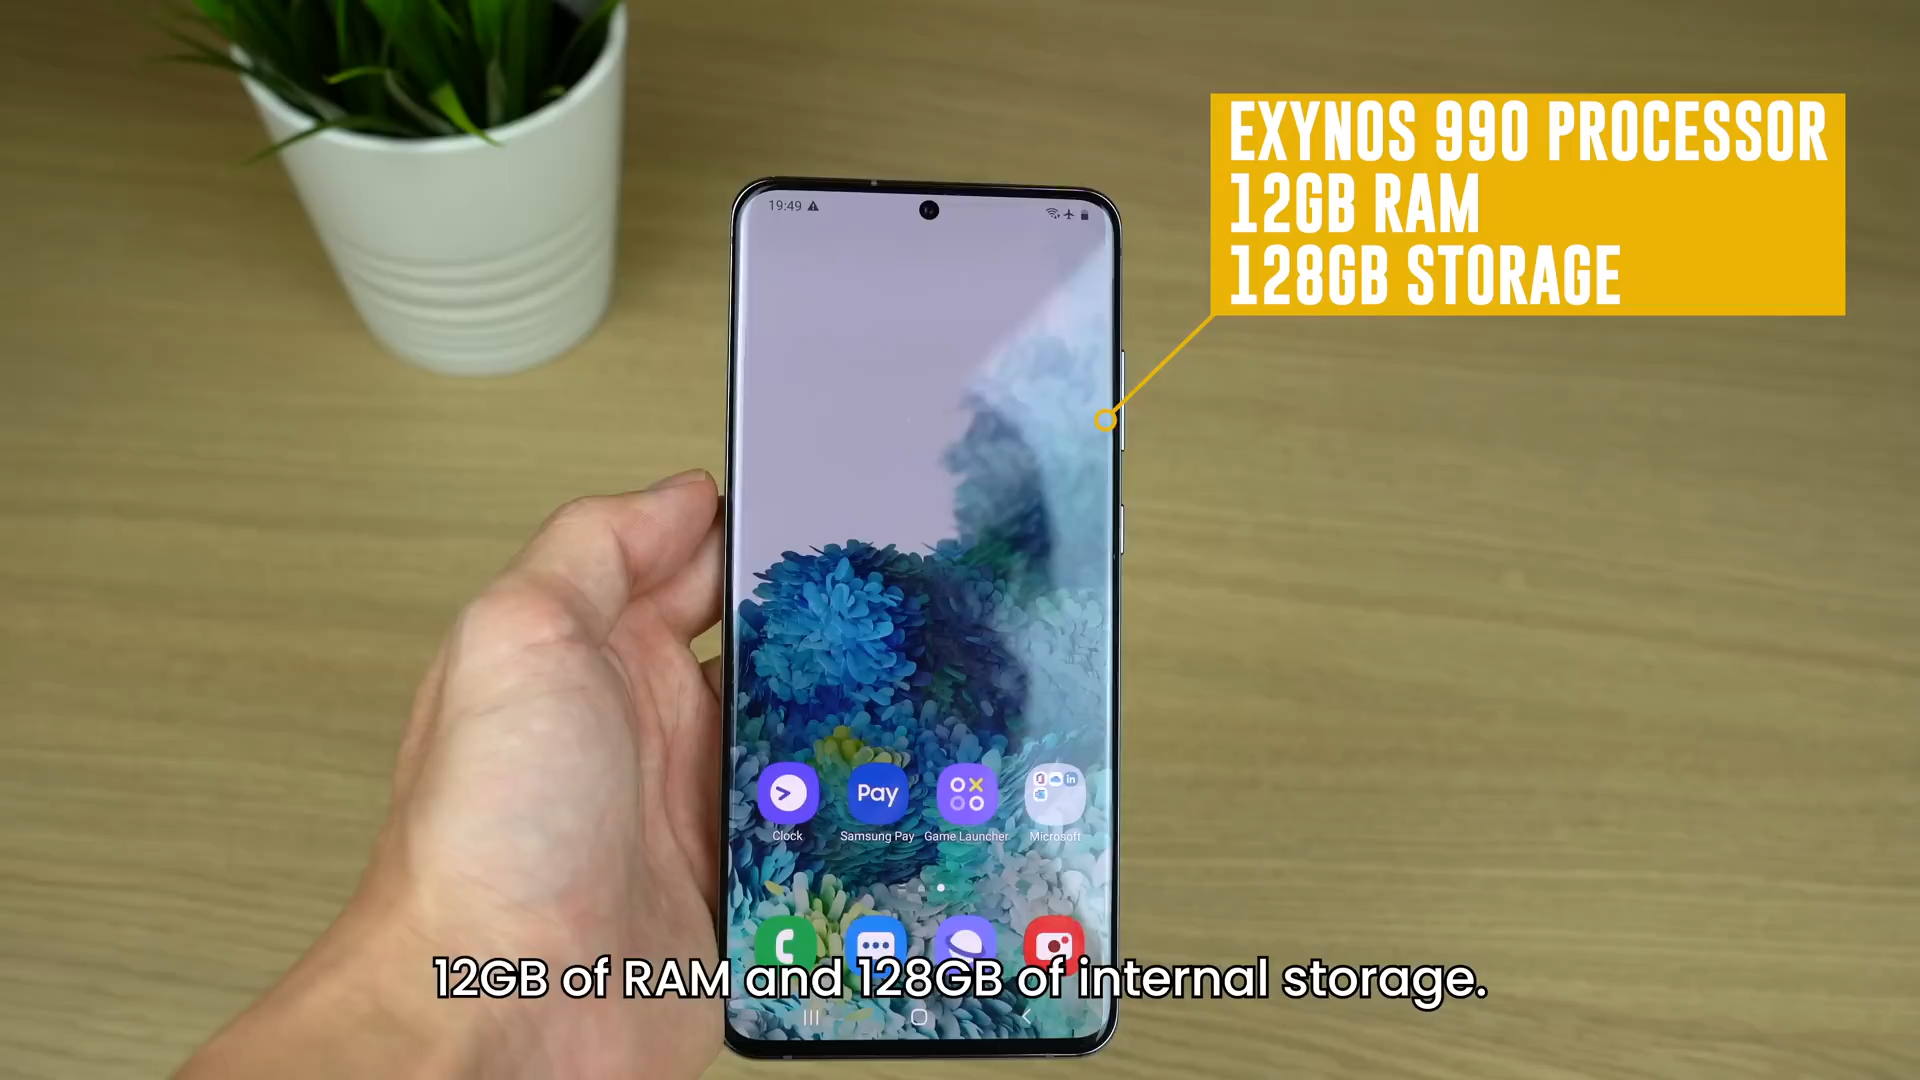 EXYNOS 990 PROCESSOR
12GB RAM
128GB STORAGE
19:49
Pay
in
Clock
Samsung Pay
Game Launcher
Microsoft
12GB of RAM and 128GB of internal storage.